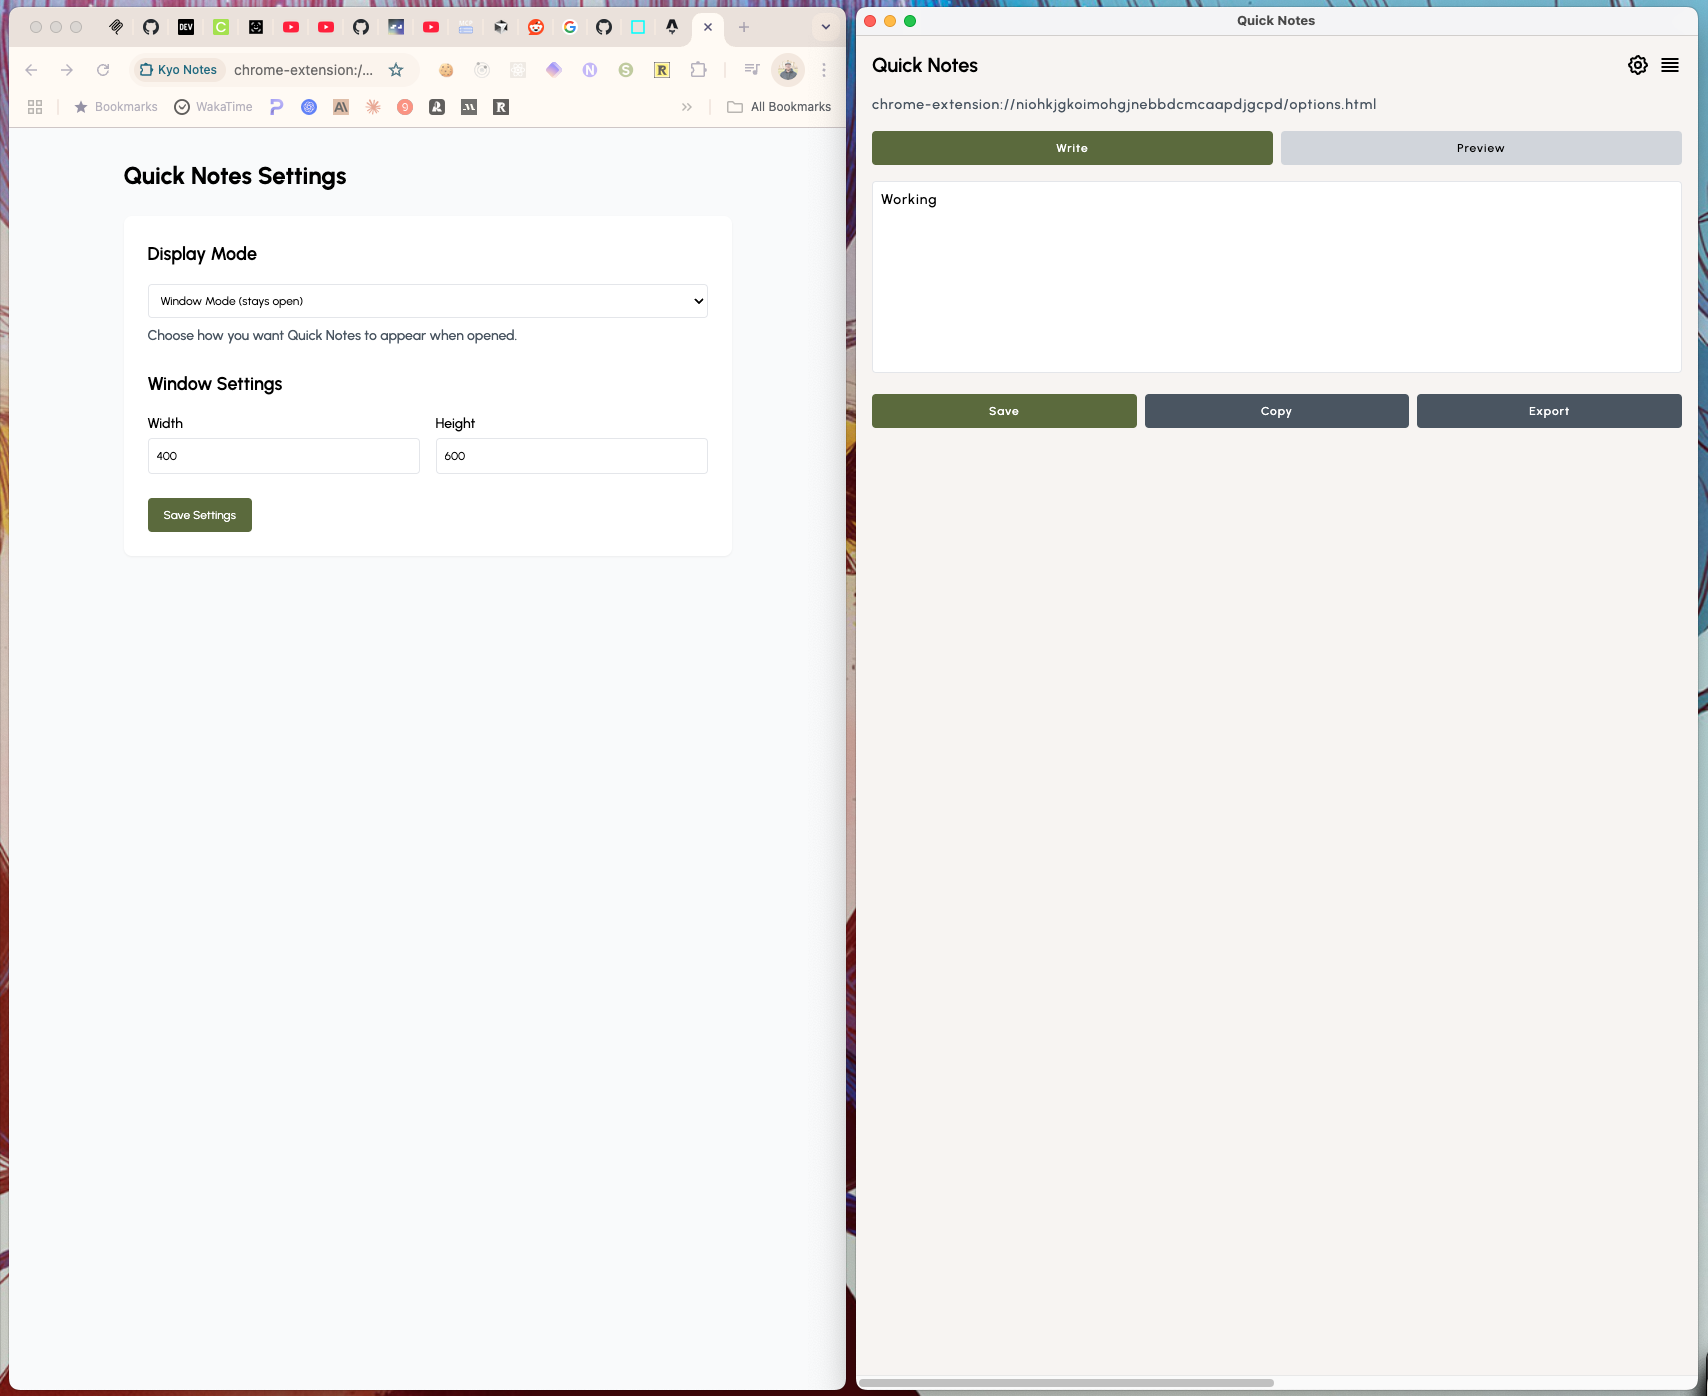 DEV
Kyo Notes
chrome-extension:/...
Bookmarks
WakaTime
All Bookmarks
Quick Notes Settings
Display Mode
Window Mode (stays open)
Choose how you want Quick Notes to appear when opened.
Window Settings
Width
Height
400
600
Save Settings
Quick Notes
Quick Notes
chrome-extension://niohkjgkoimohgjnebbdcmcaapdjgcpd/options.html
Write
Preview
Working
Save
Copy
Export